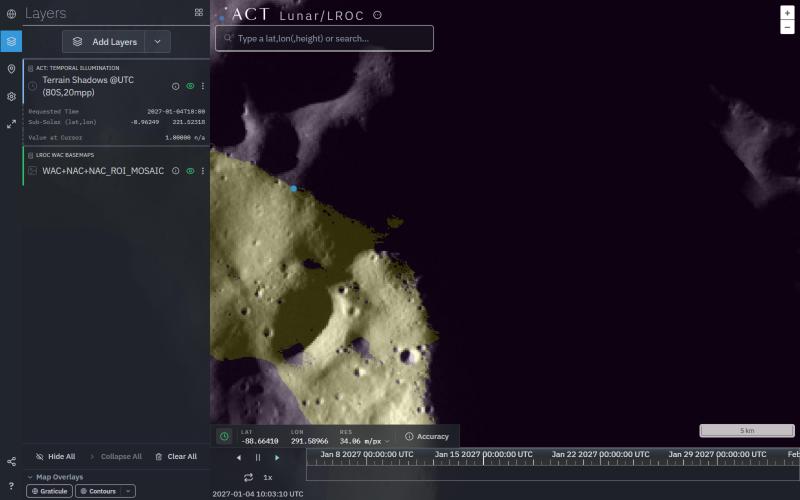 Layers
ACT Lunar/LROC
Add Layers
Type a lat,lon(,height) or search...
+
−
ACT: TEMPORAL ILLUMINATION
Terrain Shadows @UTC
(80S,20mpp)
Requested Time 2027-01-04T10:00
Sub-Solar (lat,lon) -0.96249 221.52318
Value at Cursor 1.00000 n/a
LROC WAC BASEMAPS
WAC+NAC+NAC_ROI_MOSAIC
5 km
LAT LON RES
-88.66410 291.58966 34.06 m/px
Accuracy
Hide All Collapse All Clear All
Jan 8 2027 00:00:00 UTC Jan 15 2027 00:00:00 UTC Jan 22 2027 00:00:00 UTC Jan 29 2027 00:00:00 UTC Feb
1x
Map Overlays
Graticule Contours
?
2027-01-04 10:03:10 UTC